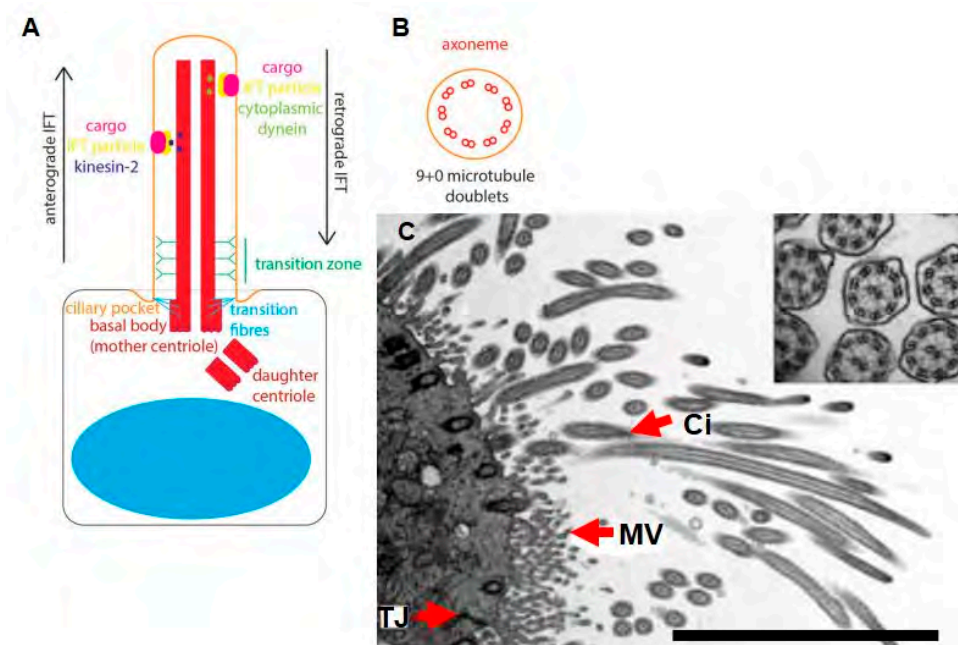 A
anterograde IFT
cargo
IFT particle
kinesin-2
cargo
IFT particle
cytoplasmic
dynein
retrograde IFT
transition zone
ciliary pocket
basal body
(mother centriole)
transition
fibres
daughter
centriole
B
axoneme
9+0 microtubule
doublets
C
Ci
MV
TJ